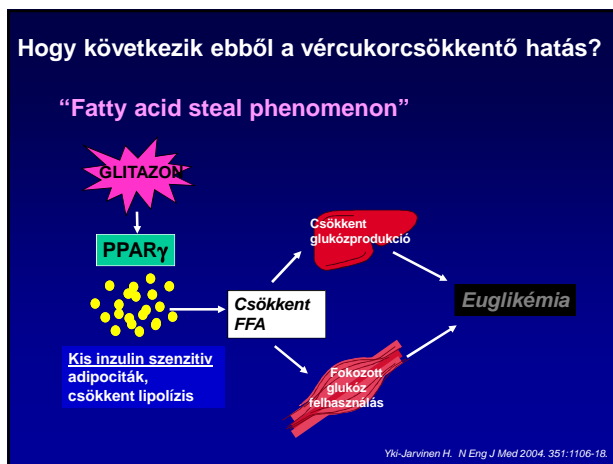 Hogy következik ebből a vércukorcsökkentő hatás?
“Fatty acid steal phenomenon”
GLITAZON
PPARγ
Kis inzulin szenzitiv
adipociták,
csökkent lipolízis
Csökkent
FFA
Csökkent
glukózprodukció
Fokozott
glukóz
felhasználás
Euglikémia
Yki-Jarvinen H. N Eng J Med 2004. 351:1106-18.